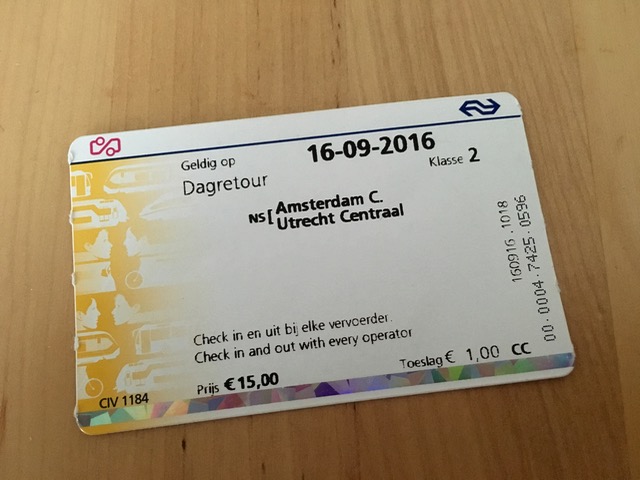 Geldig op 16-09-2016
Dagretour Klasse 2
NS[ Amsterdam C.
Utrecht Centraal
Check in en uit bij elke vervoerder.
Check in and out with every operator
Toeslag € 1,00 CC
Prijs € 15,00
CIV 1184
160916.1018
00.0004.7425.0596